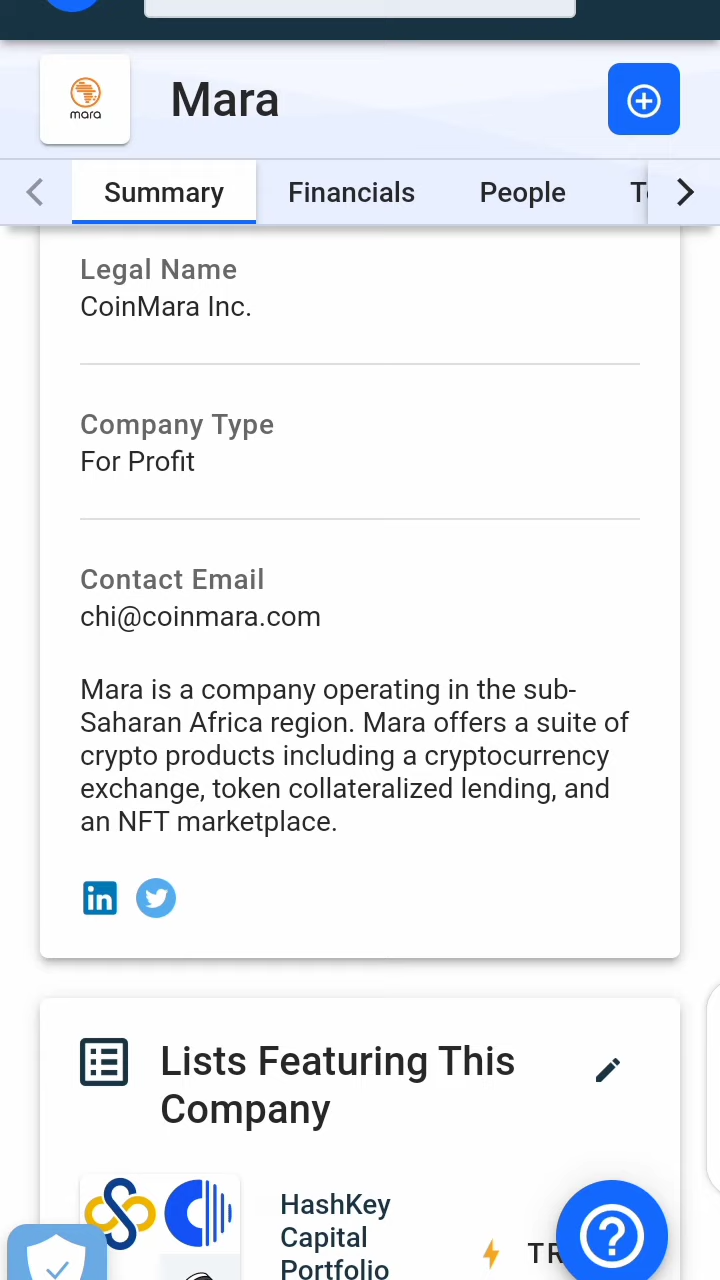 mara
Mara
Summary
Financials
People
Legal Name
CoinMara Inc.
Company Type
For Profit
Contact Email
chi@coinmara.com
Mara is a company operating in the sub-
Saharan Africa region. Mara offers a suite of
crypto products including a cryptocurrency
exchange, token collateralized lending, and
an NFT marketplace.
in
Lists Featuring This
Company
HashKey
Capital
Portfolio